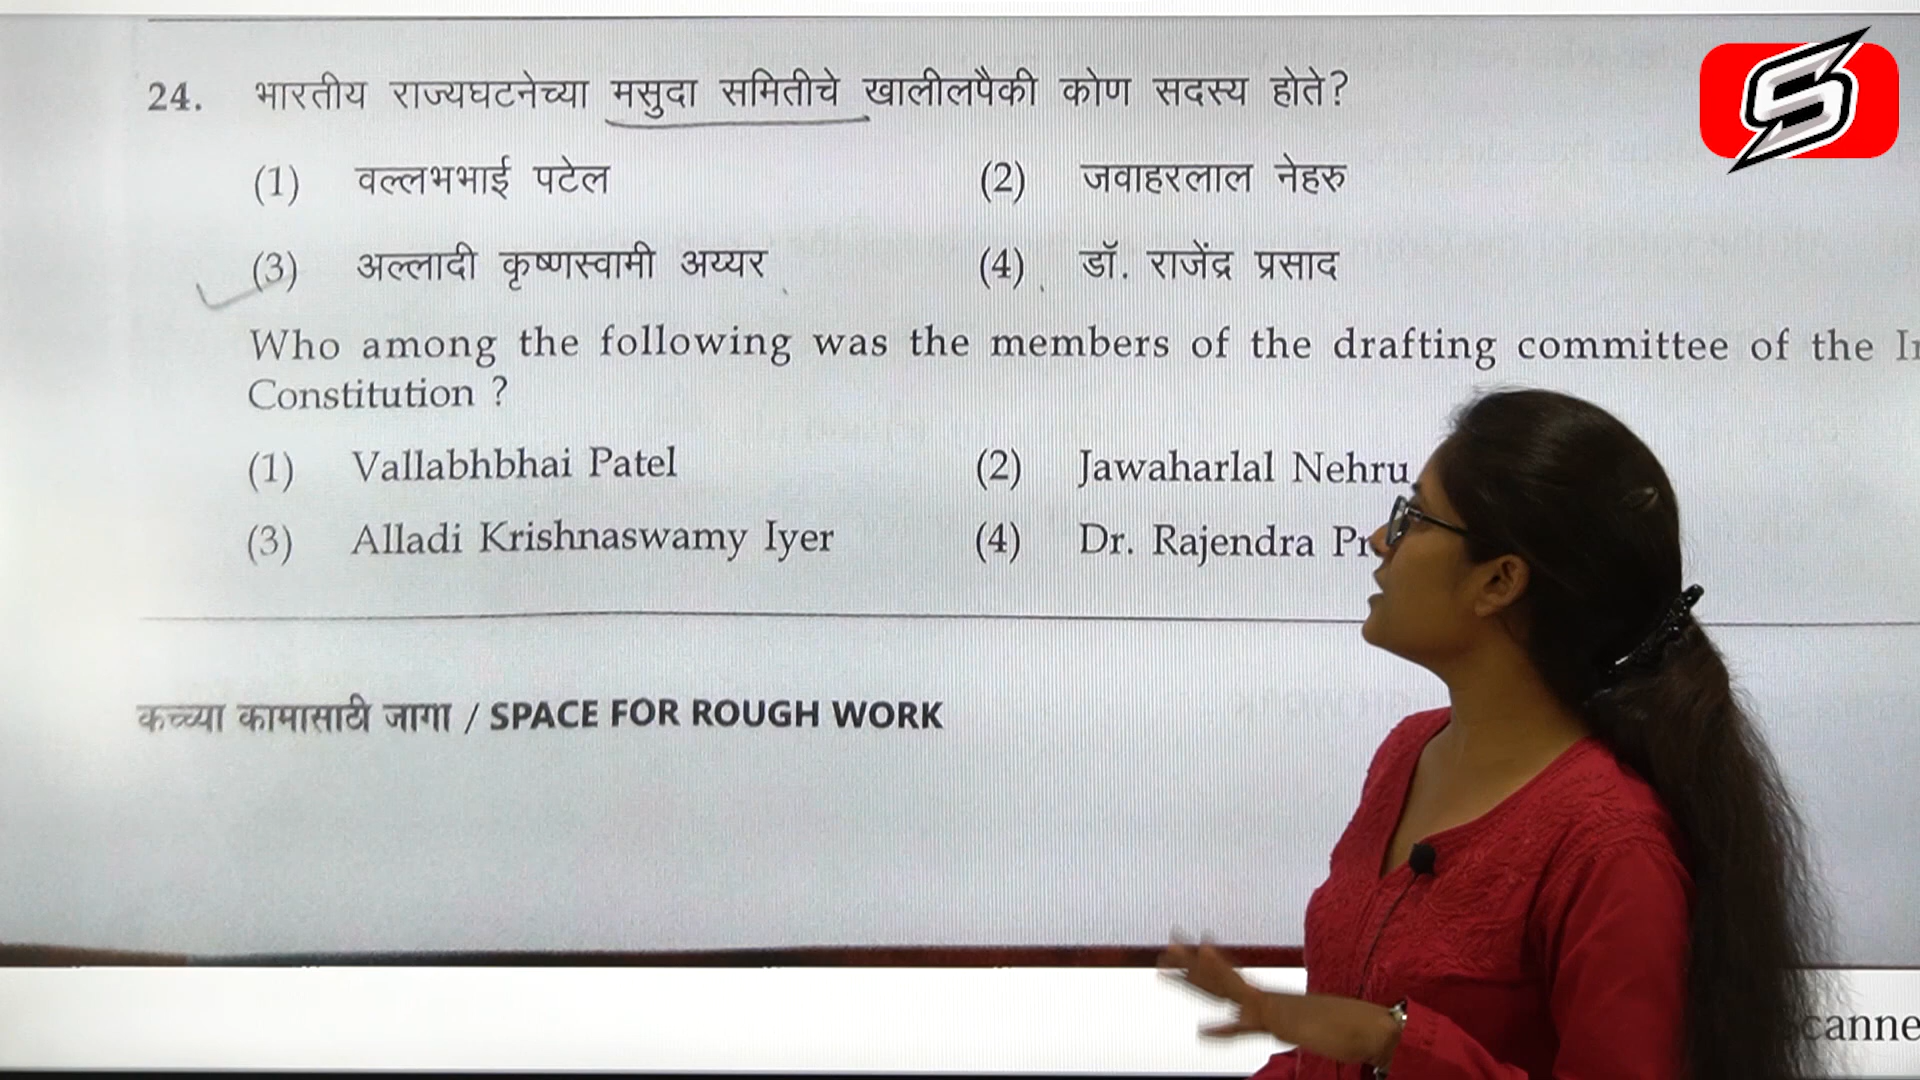 24. भारतीय राज्यघटनेच्या मसुदा समितीचे खालीलपैकी कोण सदस्य होते?
(1) वल्लभभाई पटेल (2) जवाहरलाल नेहरु
(3) अल्लादी कृष्णस्वामी अय्यर (4) डॉ. राजेंद्र प्रसाद
Who among the following was the members of the drafting committee of the
Constitution ?
(1) Vallabhbhai Patel (2) Jawaharlal Nehru
(3) Alladi Krishnaswamy Iyer (4) Dr. Rajendra
कच्च्या कामासाठी जागा / SPACE FOR ROUGH WORK